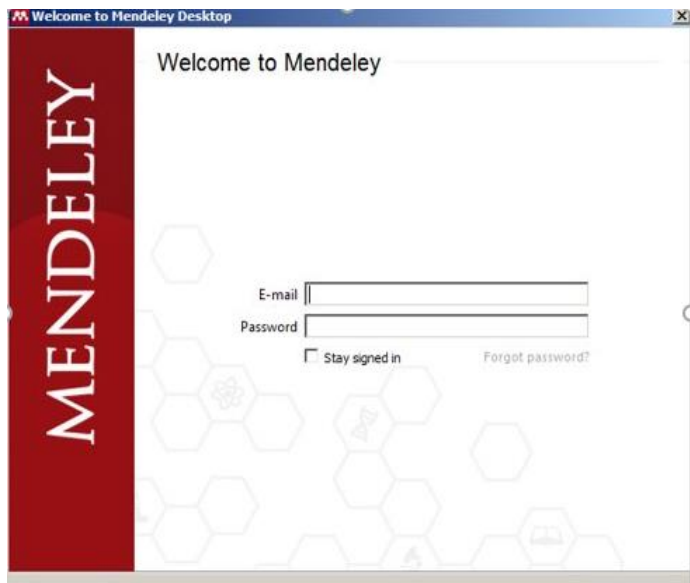 Welcome to Mendeley Desktop
Welcome to Mendeley
MENDELEY
E-mail
Password
Stay signed in Forgot password?